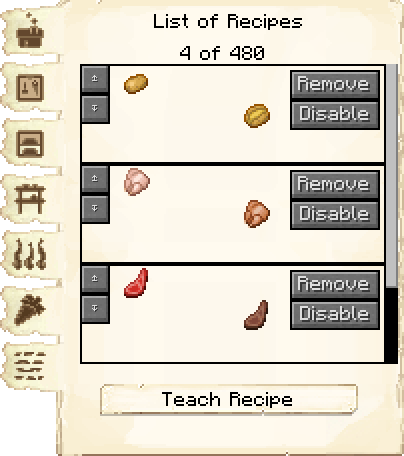 List of Recipes
4 of 480
Remove
Disable
Remove
Disable
Remove
Disable
Teach Recipe